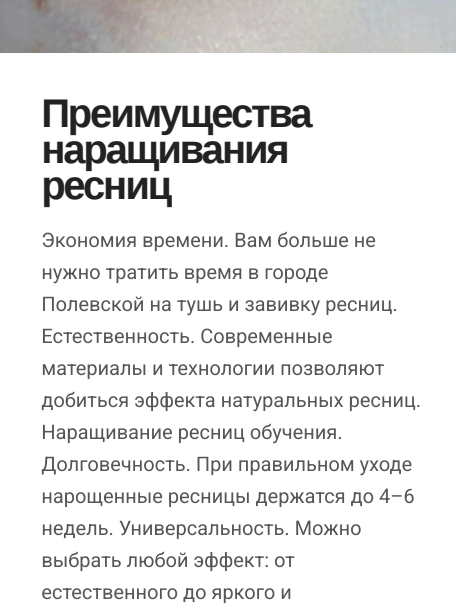 Преимущества
наращивания
ресниц
Экономия времени. Вам больше не
нужно тратить время в городе
Полевской на тушь и завивку ресниц.
Естественность. Современные
материалы и технологии позволяют
добиться эффекта натуральных ресниц.
Наращивание ресниц обучения.
Долговечность. При правильном уходе
нарощенные ресницы держатся до 4–6
недель. Универсальность. Можно
выбрать любой эффект: от
естественного до яркого и